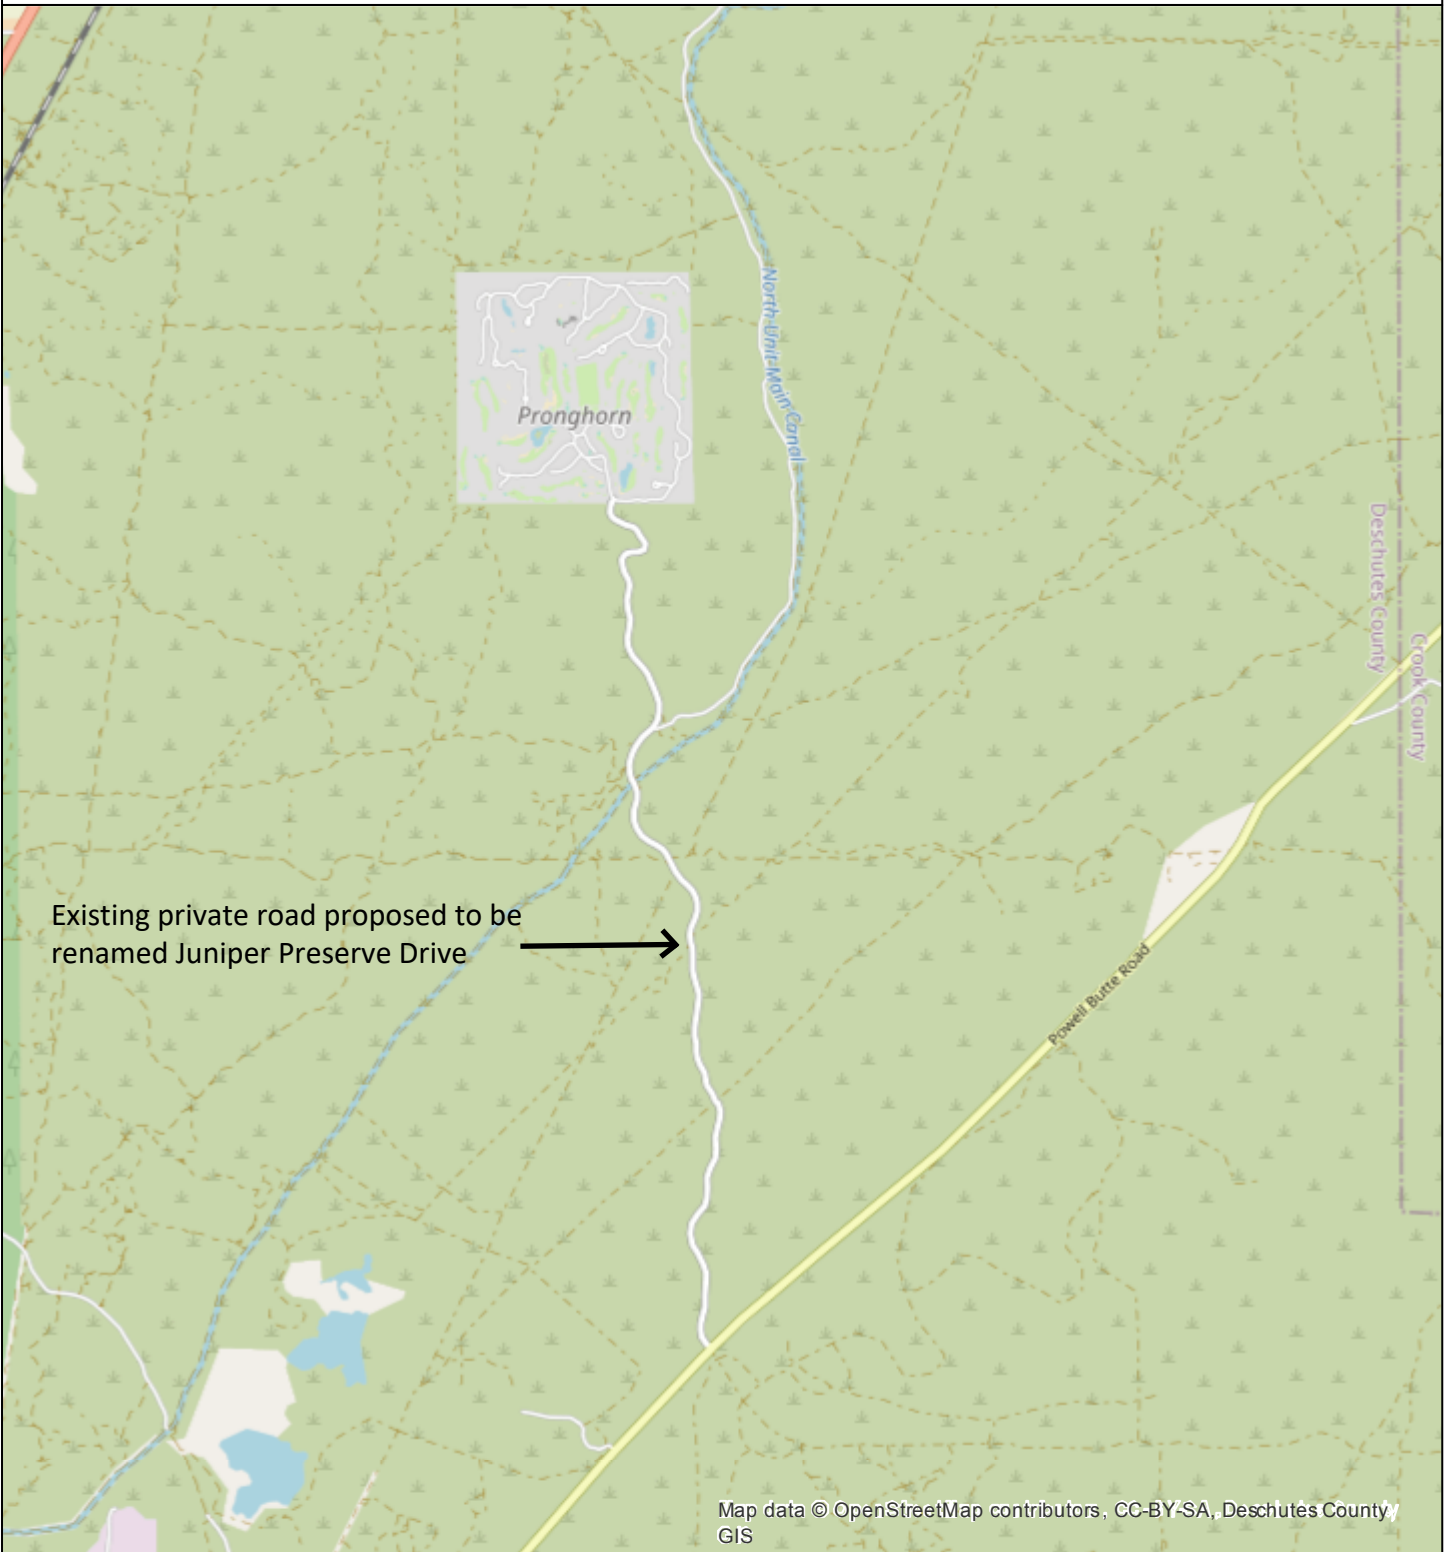 North Unit Main Canal
Pronghorn
Deschutes County
Crook County
Existing private road proposed to be
renamed Juniper Preserve Drive
Powell Butte Road
Map data © OpenStreetMap contributors, CC-BY-SA, Deschutes County
GIS